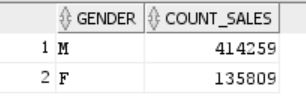 GENDER COUNT_SALES
1 M 414259
2 F 135809